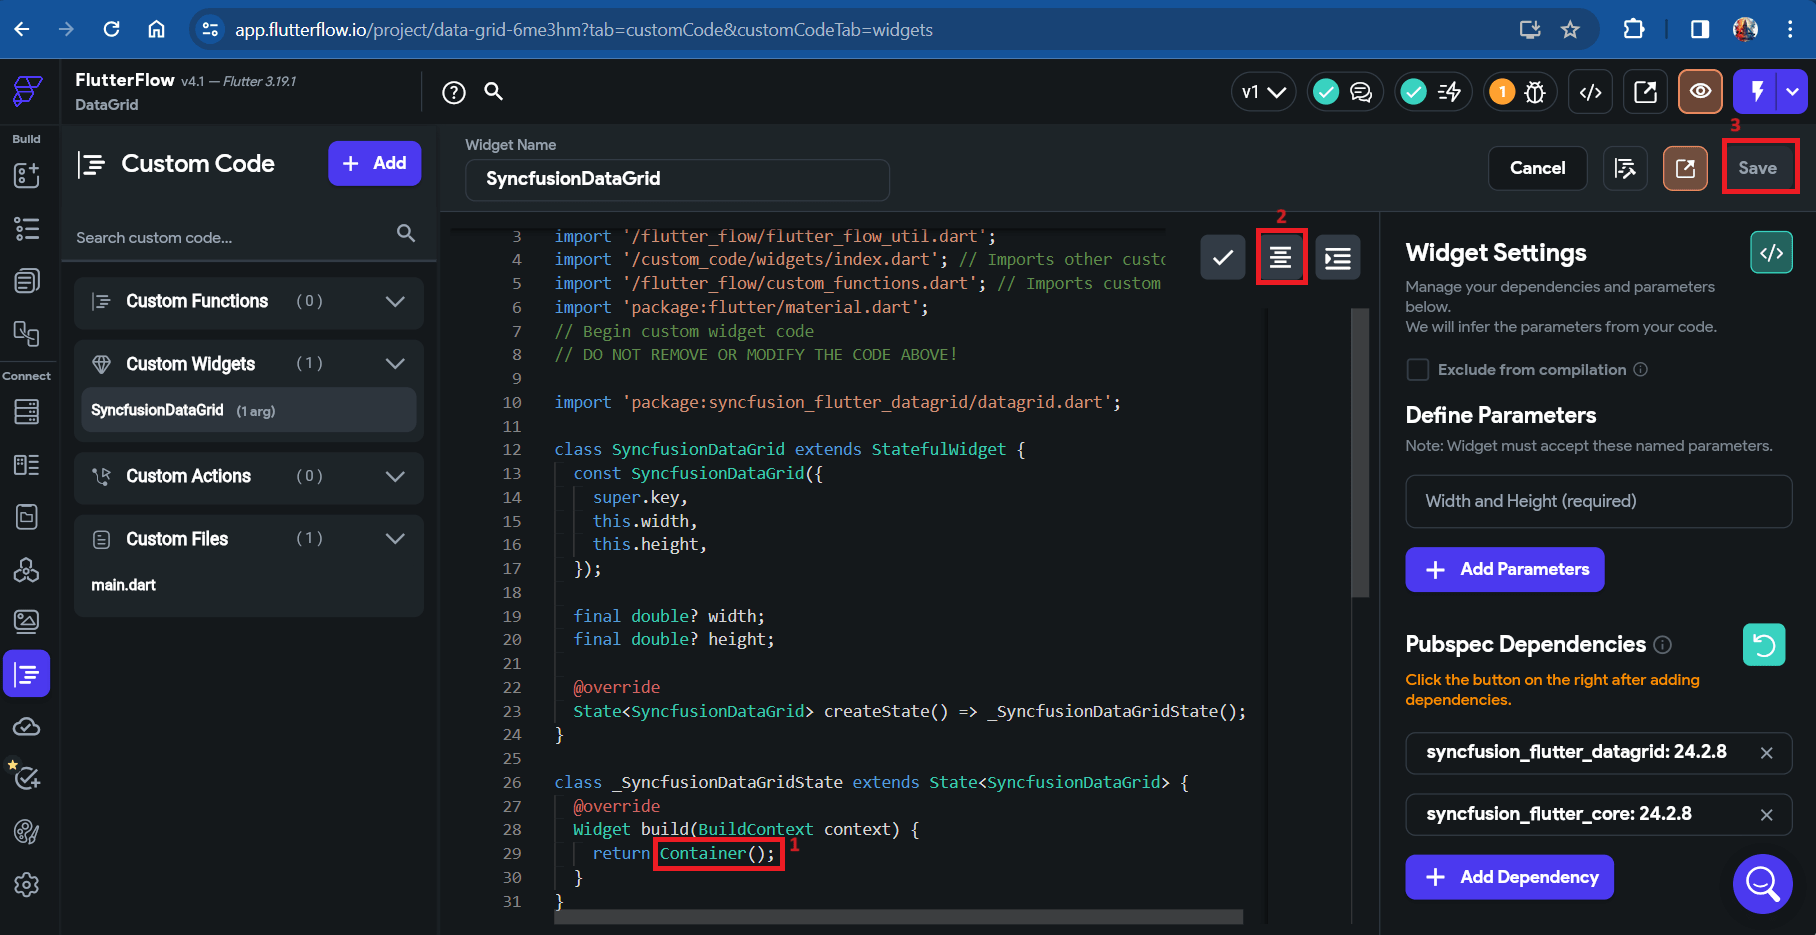 app.flutterflow.io/project/data-grid-6me3hm?tab=customCode&customCodeTab=widgets
FlutterFlow v4.1 — Flutter 3.19.1
DataGrid
v1
1
Build
Connect
Custom Code
+ Add
Search custom code...
Custom Functions (0)
Custom Widgets (1)
SyncfusionDataGrid (1 arg)
Custom Actions (0)
Custom Files (1)
main.dart
Widget Name
SyncfusionDataGrid
Cancel
3
Save
2
3 import '/flutter_flow/flutter_flow_util.dart';
4 import '/custom_code/widgets/index.dart'; // Imports other custo
5 import '/flutter_flow/custom_functions.dart'; // Imports custom
6 import 'package:flutter/material.dart';
7 // Begin custom widget code
8 // DO NOT REMOVE OR MODIFY THE CODE ABOVE!
9
10 import 'package:syncfusion_flutter_datagrid/datagrid.dart';
11
12 class SyncfusionDataGrid extends StatefulWidget {
13 const SyncfusionDataGrid({
14 super.key,
15 this.width,
16 this.height,
17 });
18
19 final double? width;
20 final double? height;
21
22 @override
23 State<SyncfusionDataGrid> createState() => _SyncfusionDataGridState();
24 }
25
26 class _SyncfusionDataGridState extends State<SyncfusionDataGrid> {
27 @override
28 Widget build(BuildContext context) {
29 return Container(); 1
30 }
31 }
Widget Settings
</>
Manage your dependencies and parameters
below.
We will infer the parameters from your code.
Exclude from compilation
Define Parameters
Note: Widget must accept these named parameters.
Width and Height (required)
+ Add Parameters
Pubspec Dependencies
Click the button on the right after adding
dependencies.
syncfusion_flutter_datagrid: 24.2.8
syncfusion_flutter_core: 24.2.8
+ Add Dependency